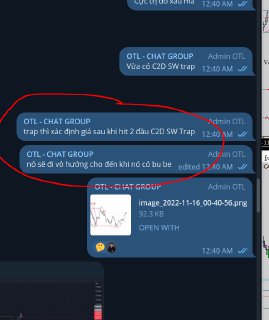 Cực thị do xấu mà
12:40 AM
OTL - CHAT GROUP Admin OTL
Vừa có C2D SW trap 12:40 AM
OTL - CHAT GROUP Admin OTL
trap thì xác định giá sau khi hit 2 đầu C2D SW Trap
12:40 AM
OTL - CHAT GROUP Admin OTL
nó sẽ đi vô hướng cho đến khi nó có bu be
edited 12:40 AM
OTL - CHAT GROUP Admin OTL
image_2022-11-16_00-40-56.png
92.3 KB
OPEN WITH
12:40 AM